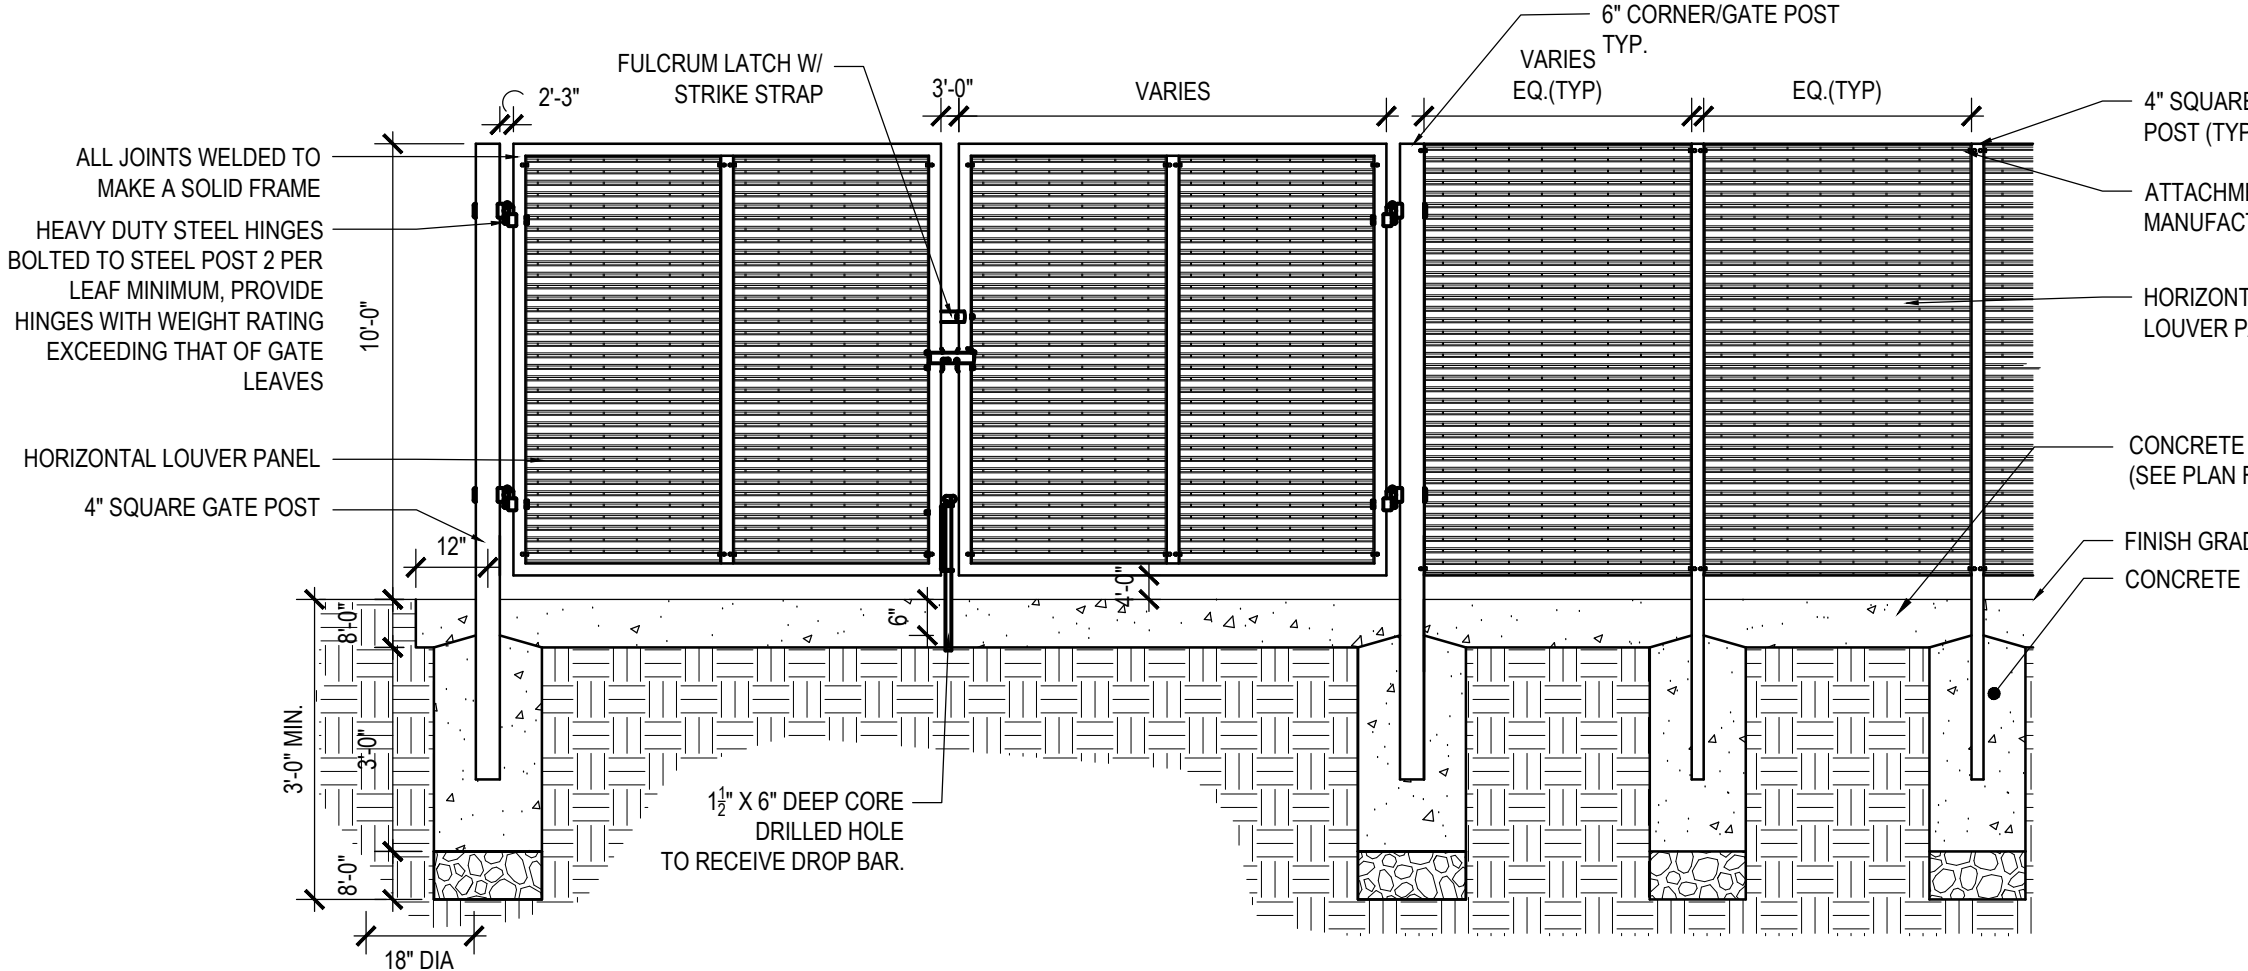 6" CORNER/GATE POST
TYP.
FULCRUM LATCH W/
STRIKE STRAP
2'-3"
3'-0"
VARIES
VARIES
EQ.(TYP)
EQ.(TYP)
4" SQUARE
POST (TYP
ALL JOINTS WELDED TO
MAKE A SOLID FRAME
ATTACHM
MANUFACT
HEAVY DUTY STEEL HINGES
BOLTED TO STEEL POST 2 PER
LEAF MINIMUM, PROVIDE
HINGES WITH WEIGHT RATING
EXCEEDING THAT OF GATE
LEAVES
10'-0"
HORIZONT
LOUVER PA
HORIZONTAL LOUVER PANEL
4" SQUARE GATE POST
CONCRETE
(SEE PLAN F
12"
FINISH GRAD
CONCRETE
8'-0"
6"
4'-0"
3'-0" MIN.
3'-0"
8'-0"
1½" X 6" DEEP CORE
DRILLED HOLE
TO RECEIVE DROP BAR.
18" DIA